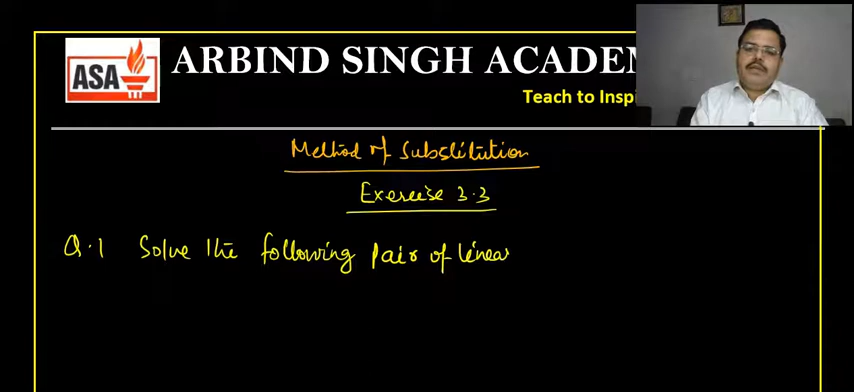 ASA
ARBIND SINGH ACADEM
Teach to Inspi
Method of Substitution
Exercise 3.3
Q.1 Solve the following pair of linear